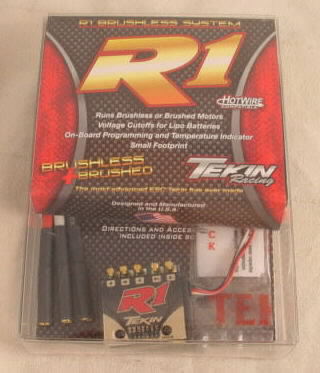 R1 BRUSHLESS SYSTEM
R1
HOTWIRE
COMPATIBLE
Runs Brushless or Brushed Motors
Voltage Cutoffs for Lipo Batteries
On-Board Programming and Temperature Indicator
Small Footprint
BRUSHLESS
BRUSHED
TEKIN
Racing
The most advanced ESC Tekin has ever made
Designed and Manufactured
in the U.S.A.
DIRECTIONS AND ACCES
INCLUDED INSIDE BO
C K
R1
TEKIN
TEK